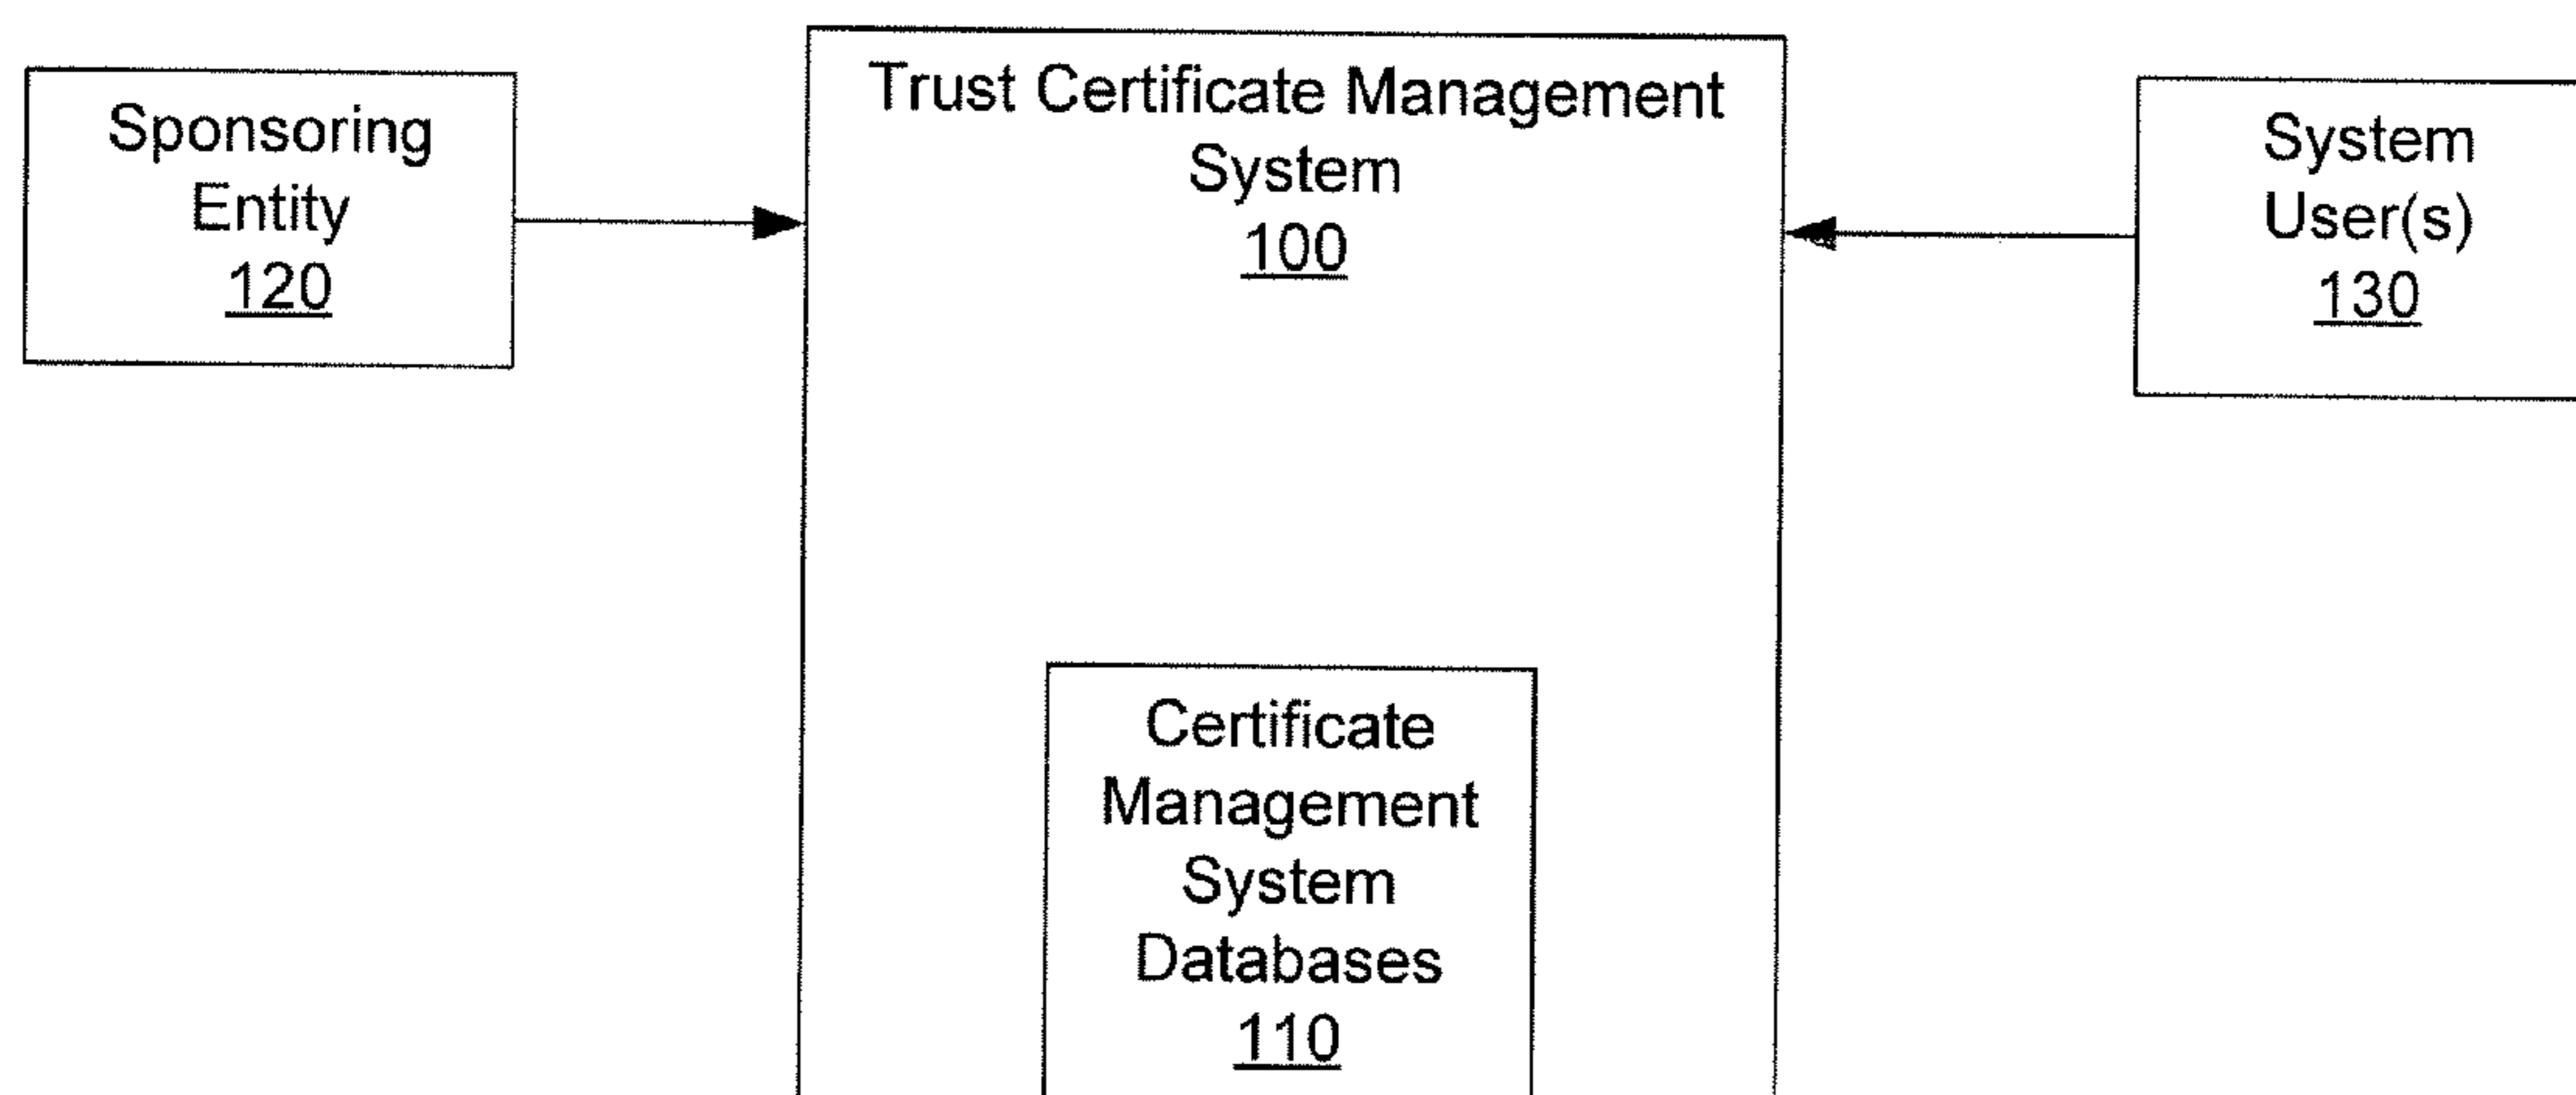 Sponsoring
Entity
120
Trust Certificate Management
System
100
System
User(s)
130
Certificate
Management
System
Databases
110